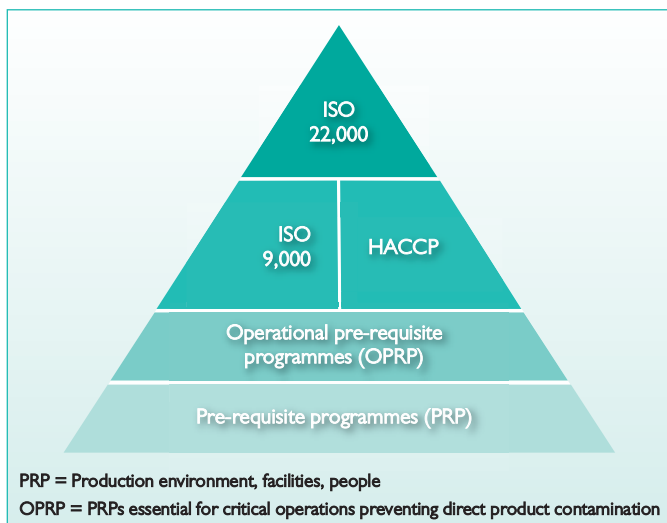 ISO
22,000
ISO
9,000
HACCP
Operational pre-requisite
programmes (OPRP)
Pre-requisite programmes (PRP)
PRP = Production environment, facilities, people
OPRP = PRPs essential for critical operations preventing direct product contamination